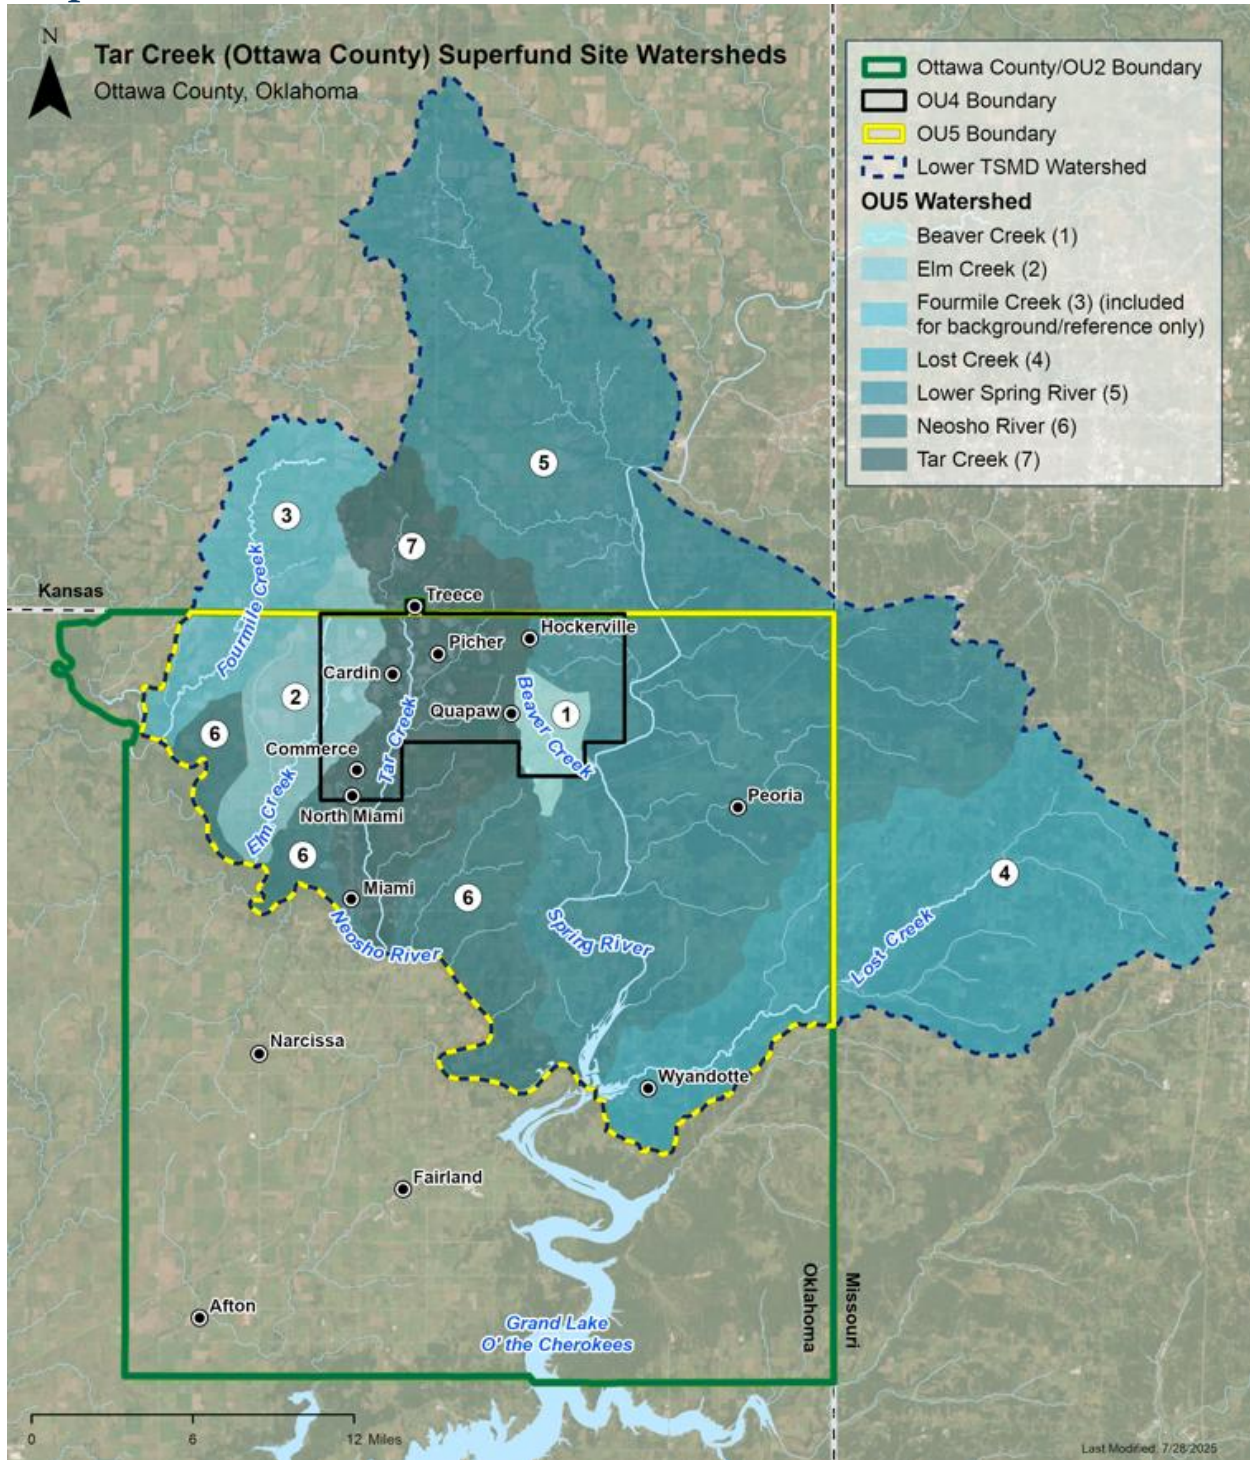 N
Tar Creek (Ottawa County) Superfund Site Watersheds
Ottawa County, Oklahoma
Ottawa County/OU2 Boundary
OU4 Boundary
OU5 Boundary
Lower TSMD Watershed
OU5 Watershed
Beaver Creek (1)
Elm Creek (2)
Fourmile Creek (3) (included
for background/reference only)
Lost Creek (4)
Lower Spring River (5)
Neosho River (6)
Tar Creek (7)
5
3
7
Kansas
Fourmile Creek
Treece
Hockerville
Picher
Cardin
2
Quapaw
Beaver Creek
1
6
Commerce
Tar Creek
Elm Creek
North Miami
Peoria
6
Miami
6
4
Neosho River
Spring River
Lost Creek
Narcissa
Wyandotte
Fairland
Afton
Oklahoma
Missouri
Grand Lake
O' the Cherokees
0 6 12 Miles
Last Modified: 7/28/2025